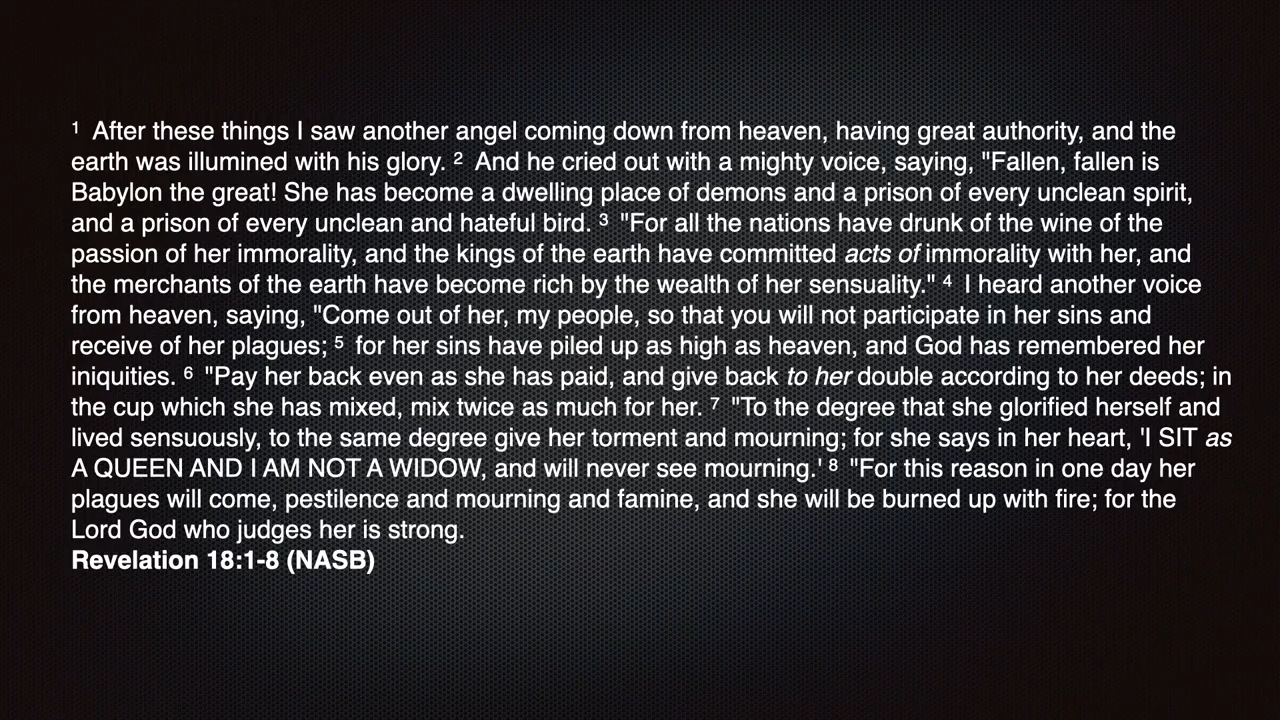 1 After these things I saw another angel coming down from heaven, having great authority, and the
earth was illumined with his glory. 2 And he cried out with a mighty voice, saying, "Fallen, fallen is
Babylon the great! She has become a dwelling place of demons and a prison of every unclean spirit,
and a prison of every unclean and hateful bird. 3 "For all the nations have drunk of the wine of the
passion of her immorality, and the kings of the earth have committed acts of immorality with her, and
the merchants of the earth have become rich by the wealth of her sensuality." 4 I heard another voice
from heaven, saying, "Come out of her, my people, so that you will not participate in her sins and
receive of her plagues; 5 for her sins have piled up as high as heaven, and God has remembered her
iniquities. 6 "Pay her back even as she has paid, and give back to her double according to her deeds; in
the cup which she has mixed, mix twice as much for her. 7 "To the degree that she glorified herself and
lived sensuously, to the same degree give her torment and mourning; for she says in her heart, 'I SIT as
A QUEEN AND I AM NOT A WIDOW, and will never see mourning.' 8 "For this reason in one day her
plagues will come, pestilence and mourning and famine, and she will be burned up with fire; for the
Lord God who judges her is strong.
Revelation 18:1-8 (NASB)